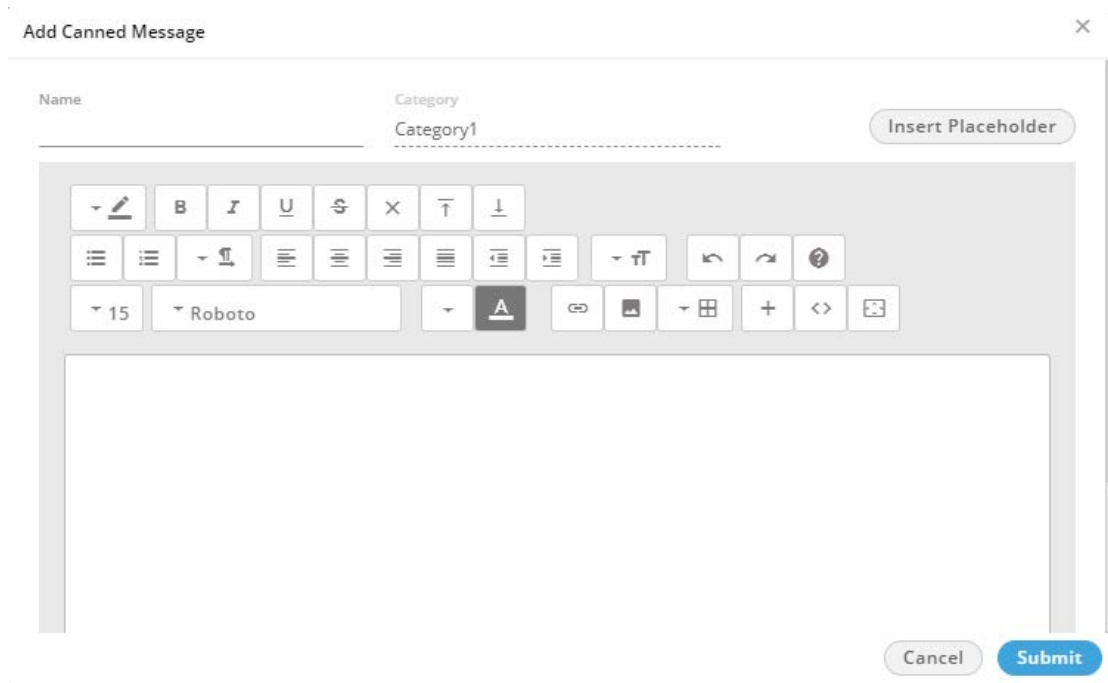 Add Canned Message
Name
Category
Category1
Insert Placeholder
B I U S
15 Roboto A
Cancel Submit